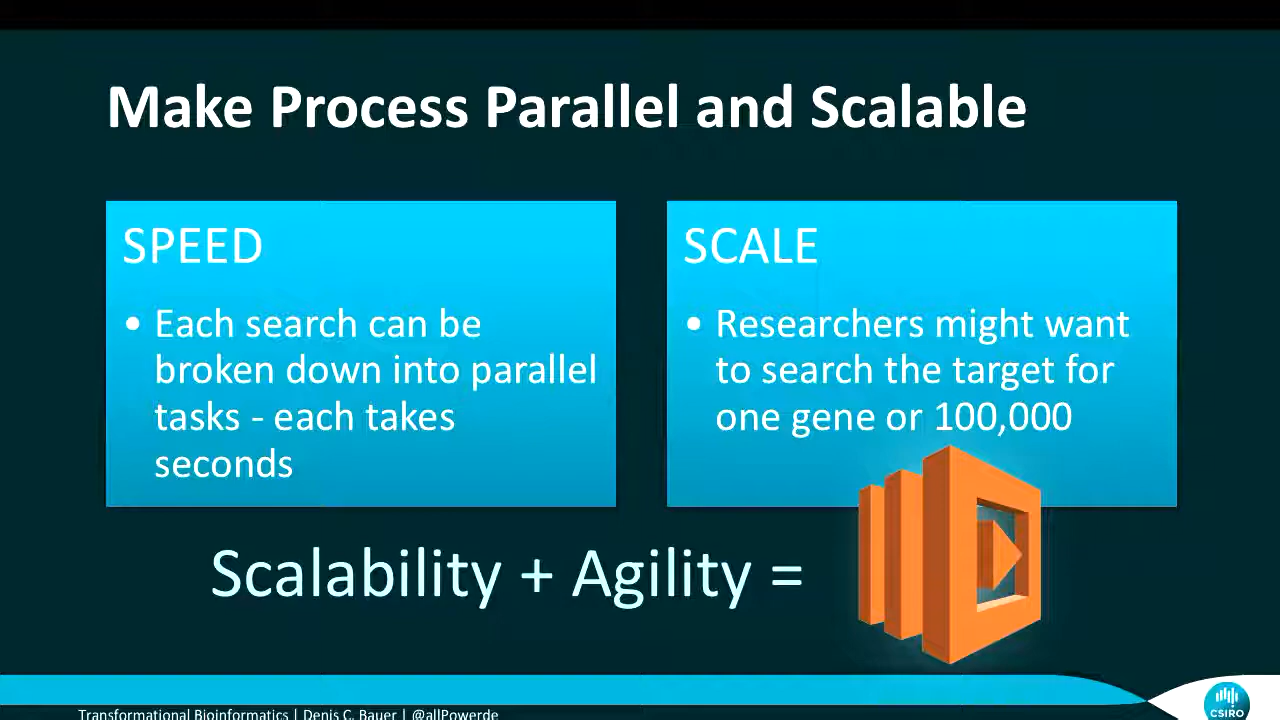 Make Process Parallel and Scalable
SPEED
• Each search can be
broken down into parallel
tasks - each takes
seconds
SCALE
• Researchers might want
to search the target for
one gene or 100,000
Scalability + Agility =
Transformational Bioinformatics | Denis C. Bauer | @allPowerde
CSIRO